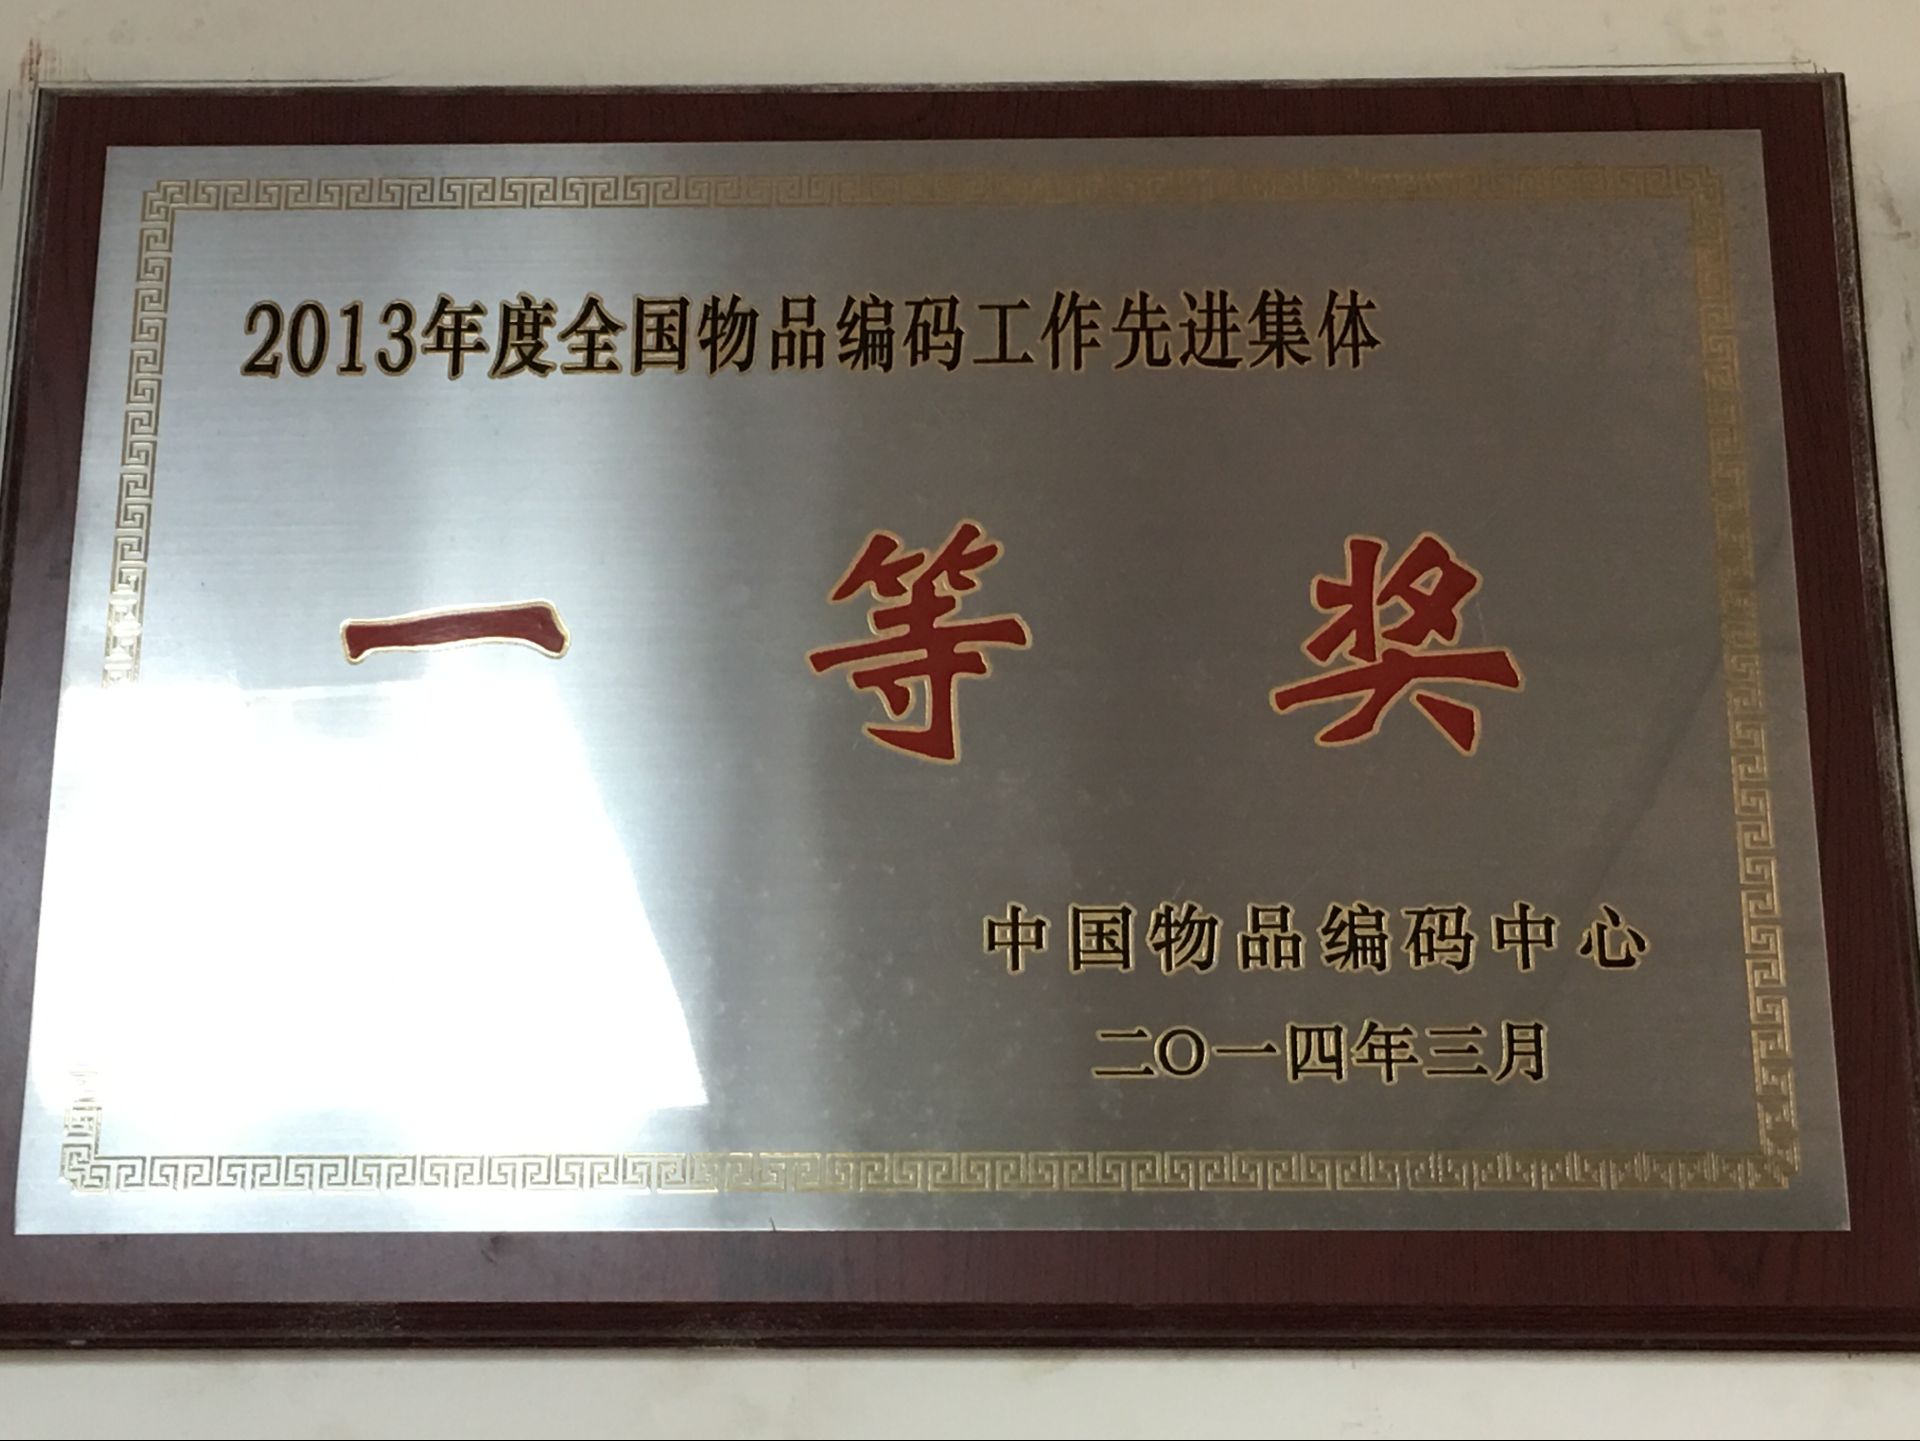 2013年度全国物品编码工作先进集体
一等奖
中国物品编码中心
二〇一四年三月